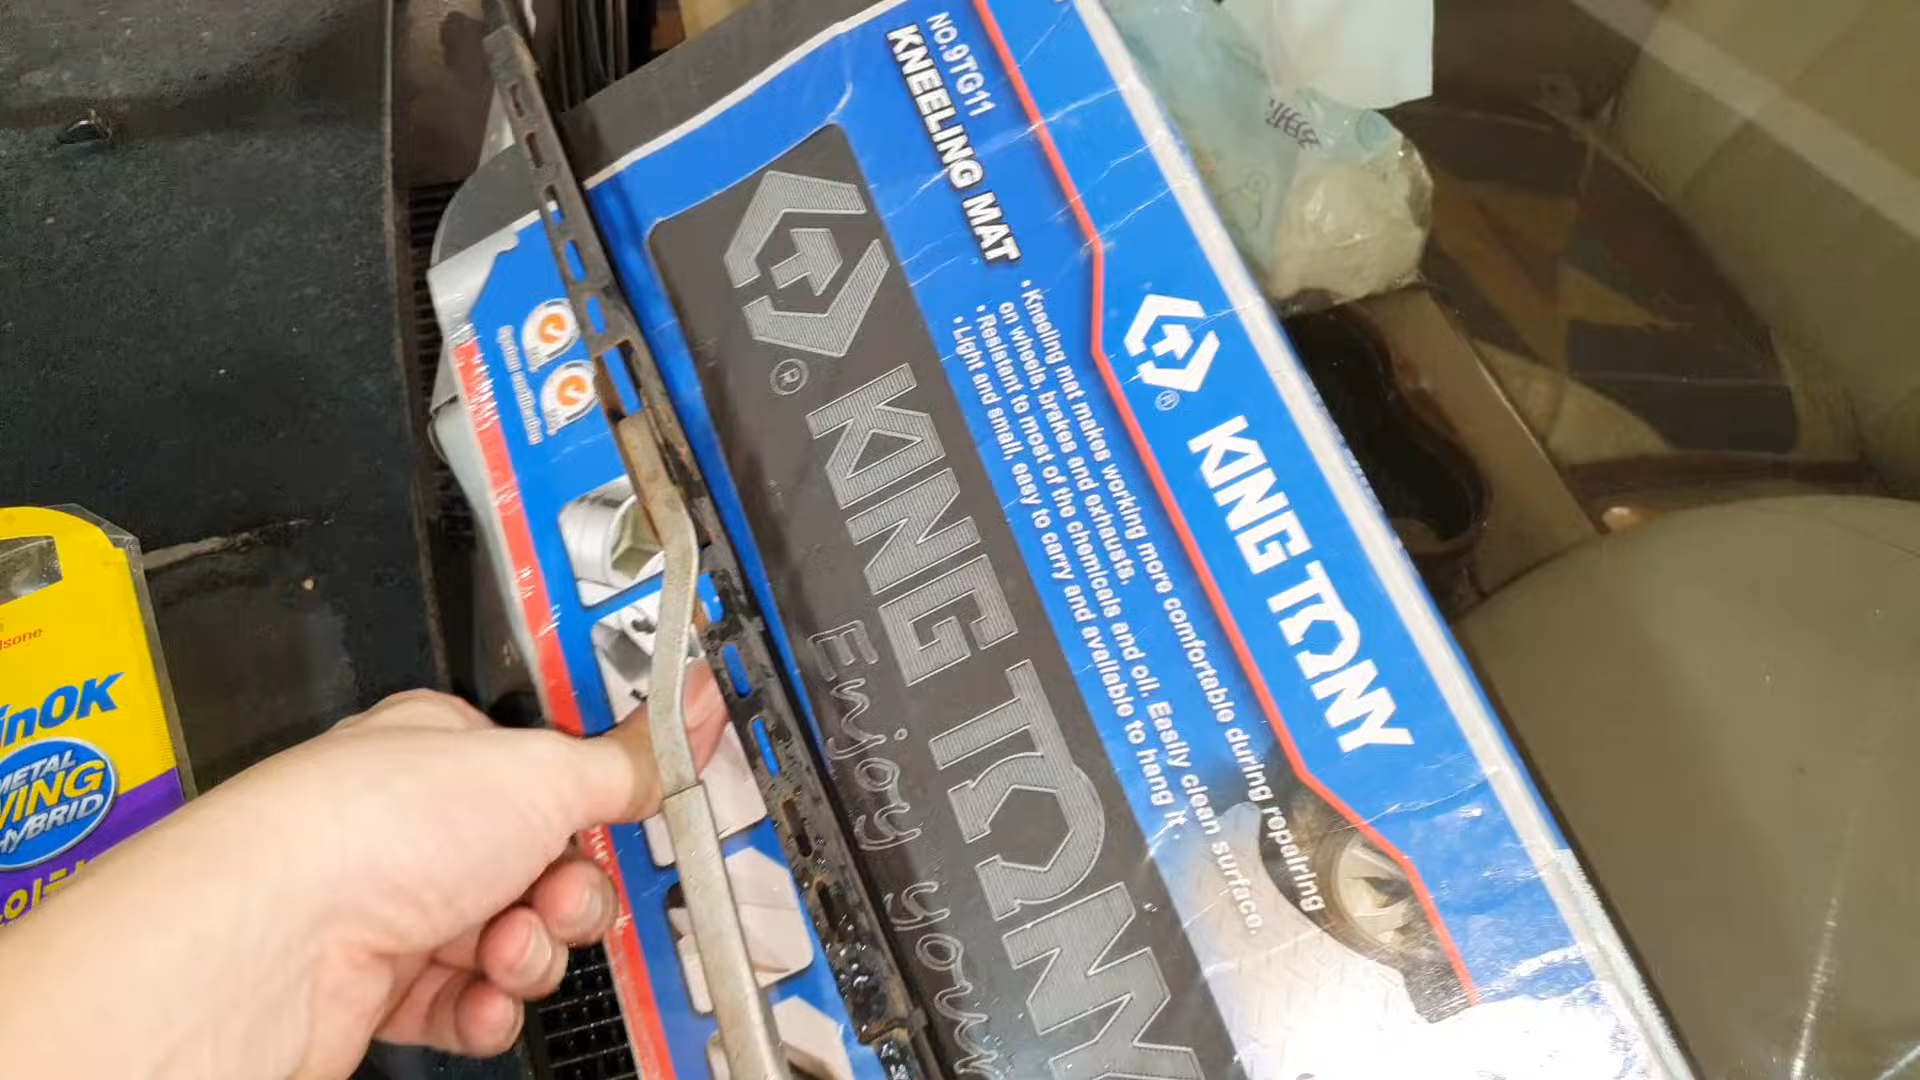 NO.9TG11
KNEELING MAT
• Kneeling mat makes working more comfortable during repairing
on wheels, brakes and exhausts.
• Resistant to most of the chemicals and oil. Easily clean surface.
• Light and small, easy to carry and available to hang it.
® KING TONY
® KING TONY
Enjoy your
inOK
METAL
WING
HYBRID